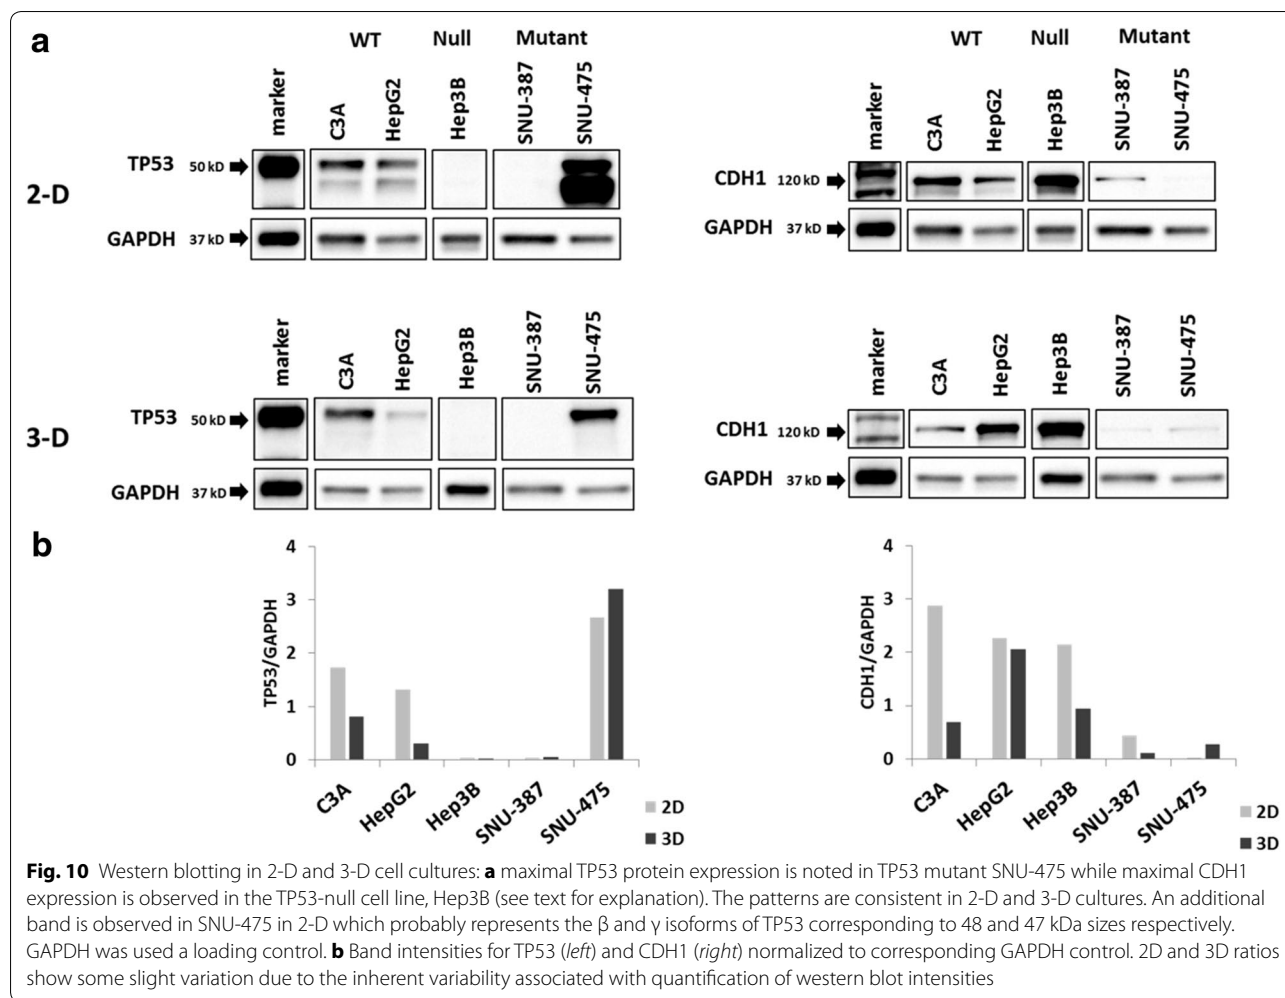 a
WT Null Mutant
marker C3A HepG2 Hep3B SNU-387 SNU-475
2-D
TP53 50 kD
GAPDH 37 kD
WT Null Mutant
marker C3A HepG2 Hep3B SNU-387 SNU-475
CDH1 120 kD
GAPDH 37 kD
marker C3A HepG2 Hep3B SNU-387 SNU-475
3-D
TP53 50 kD
GAPDH 37 kD
marker C3A HepG2 Hep3B SNU-387 SNU-475
CDH1 120 kD
GAPDH 37 kD
b
TP53/GAPDH
4
3
2
1
0
C3A HepG2 Hep3B SNU-387 SNU-475
2D
3D
CDH1/GAPDH
4
3
2
1
0
C3A HepG2 Hep3B SNU-387 SNU-475
2D
3D
Fig. 10 Western blotting in 2-D and 3-D cell cultures: a maximal TP53 protein expression is noted in TP53 mutant SNU-475 while maximal CDH1
expression is observed in the TP53-null cell line, Hep3B (see text for explanation). The patterns are consistent in 2-D and 3-D cultures. An additional
band is observed in SNU-475 in 2-D which probably represents the β and γ isoforms of TP53 corresponding to 48 and 47 kDa sizes respectively.
GAPDH was used a loading control. b Band intensities for TP53 (left) and CDH1 (right) normalized to corresponding GAPDH control. 2D and 3D ratios
show some slight variation due to the inherent variability associated with quantification of western blot intensities